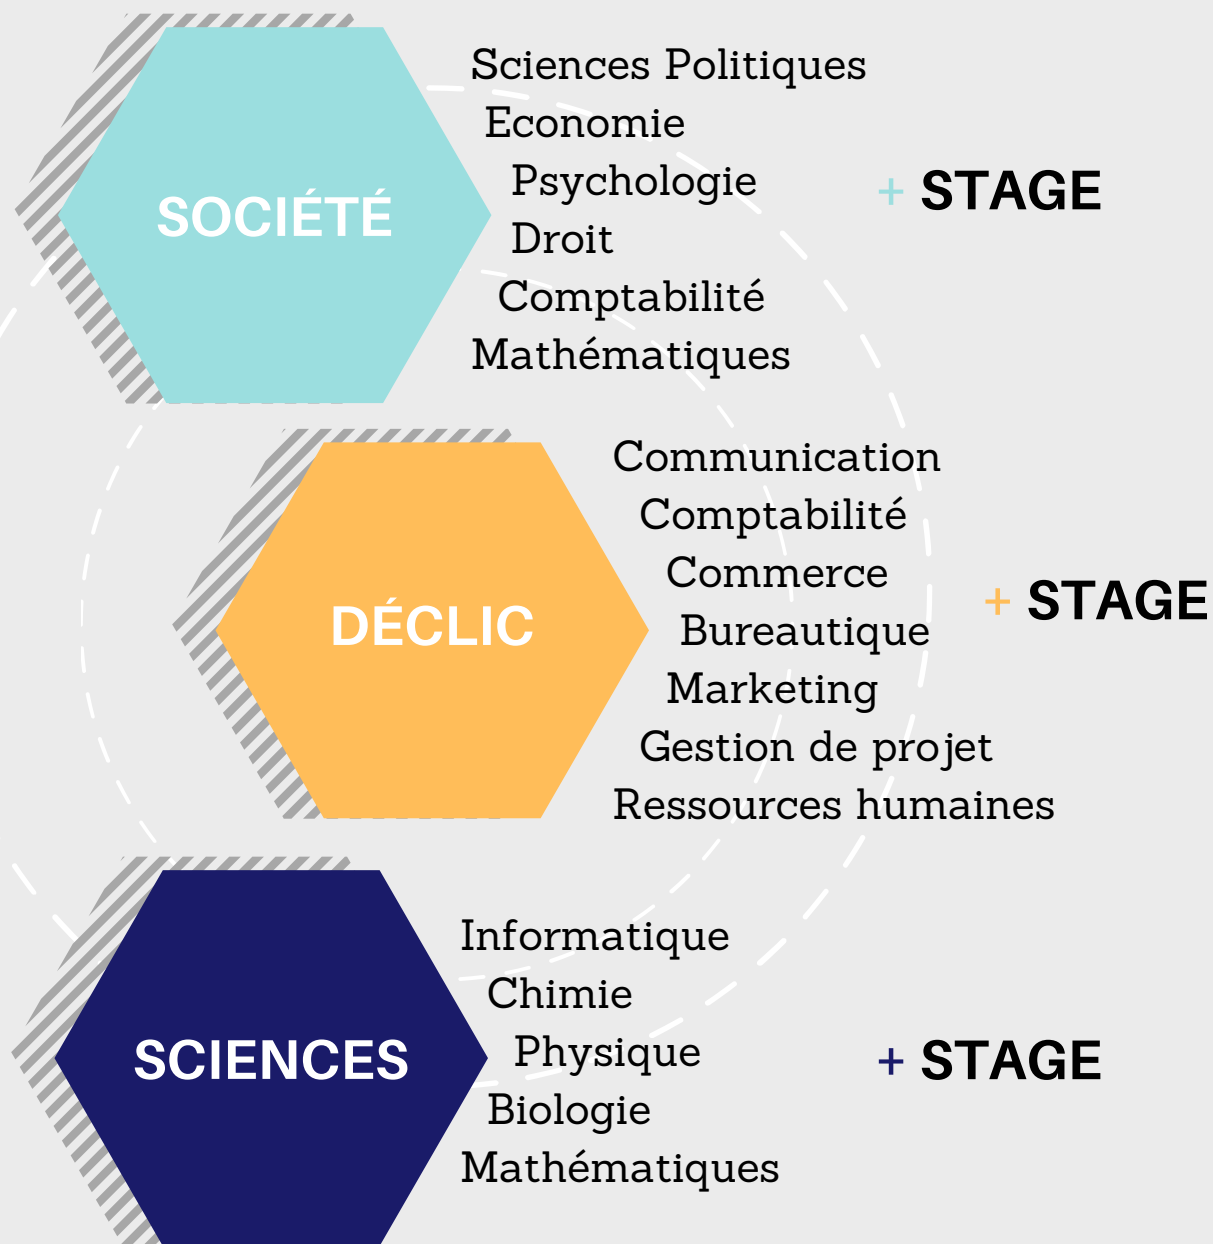 SOCIÉTÉ
Sciences Politiques
Economie
Psychologie
Droit
Comptabilité
Mathématiques
+ STAGE
DÉCLIC
Communication
Comptabilité
Commerce
Bureautique
Marketing
Gestion de projet
Ressources humaines
+ STAGE
SCIENCES
Informatique
Chimie
Physique
Biologie
Mathématiques
+ STAGE